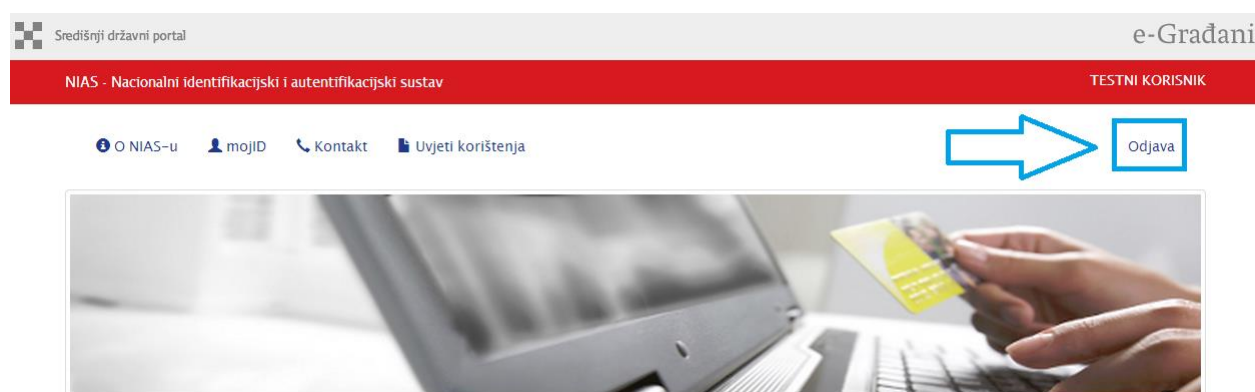 Središnji državni portal
e-Građani
NIAS - Nacionalni identifikacijski i autentifikacijski sustav
TESTNI KORISNIK
O NIAS-u
mojID
Kontakt
Uvjeti korištenja
Odjava